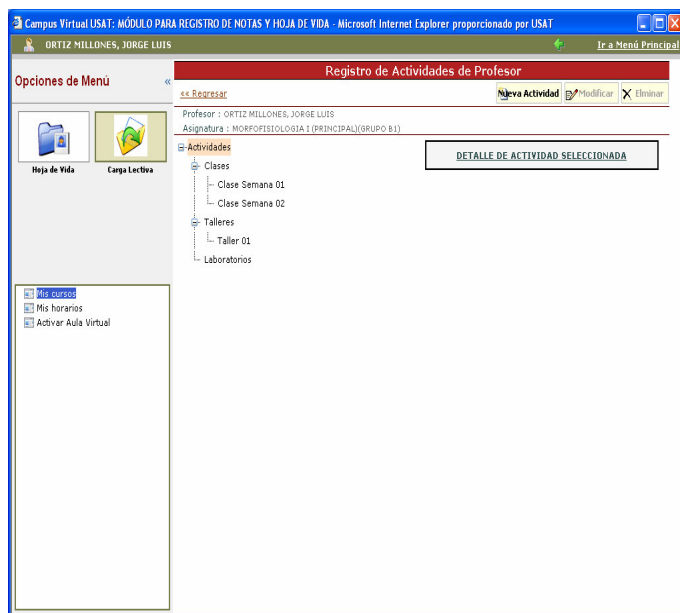 Campus Virtual USAT: MÓDULO PARA REGISTRO DE NOTAS Y HOJA DE VIDA - Microsoft Internet Explorer proporcionado por USAT
ORTIZ MILLONES, JORGE LUIS
Ir a Menú Principal
Opciones de Menú «
Registro de Actividades de Profesor
<< Regresar
Nueva Actividad
Modificar
Elminar
Profesor : ORTIZ MILLONES, JORGE LUIS
Asignatura : MORFOFISIOLOGIA I (PRINCIPAL)(GRUPO B1)
Hoja de Vida
Carga Lectiva
Actividades
Clases
Clase Semana 01
Clase Semana 02
Talleres
Taller 01
Laboratorios
DETALLE DE ACTIVIDAD SELECCIONADA
Mis cursos
Mis horarios
Activar Aula Virtual